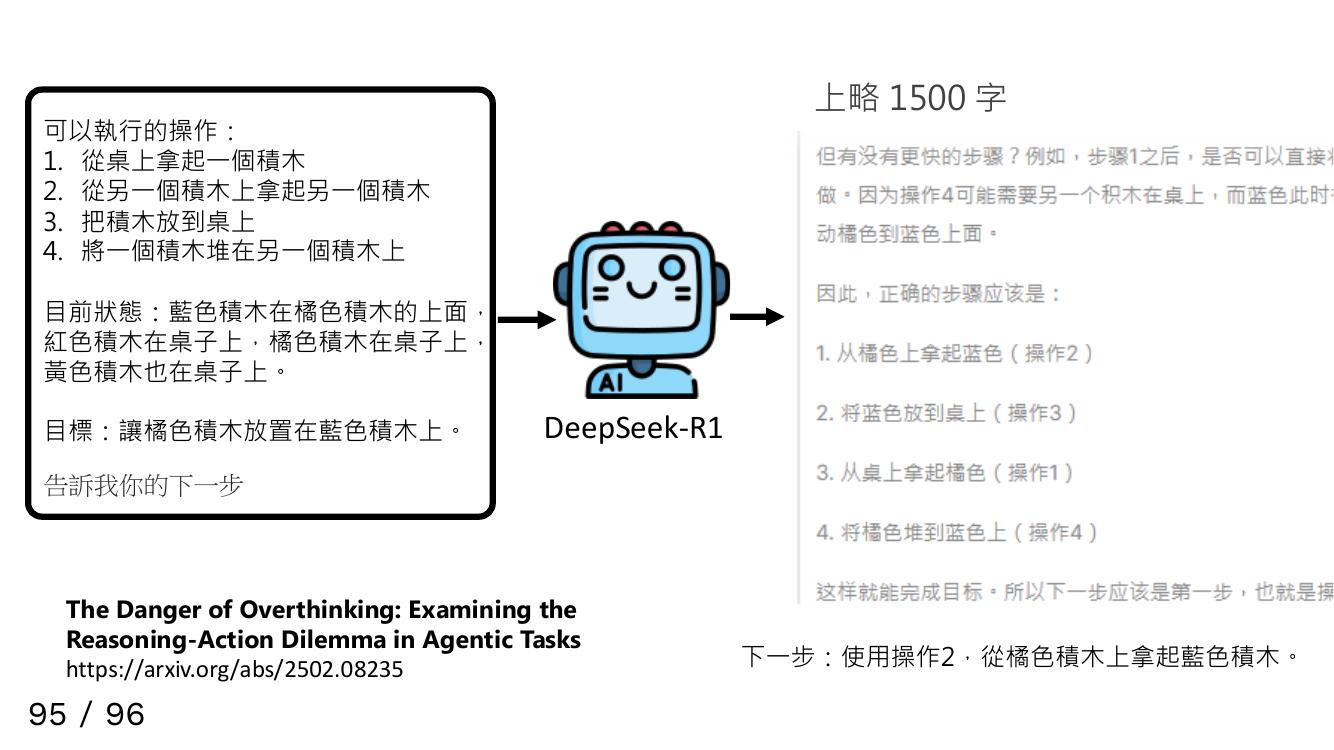 可以執行的操作：
1. 從桌上拿起一個積木
2. 從另一個積木上拿起另一個積木
3. 把積木放到桌上
4. 將一個積木堆在另一個積木上
目前狀態：藍色積木在橘色積木的上面，
紅色積木在桌子上，橘色積木在桌子上，
黃色積木也在桌子上。
目標：讓橘色積木放置在藍色積木上。
告訴我你的下一步
AI
DeepSeek-R1
上略 1500 字
但有没有更快的步骤？例如，步骤1之后，是否可以直接将
做。因为操作4可能需要另一个积木在桌上，而蓝色此时
动橘色到蓝色上面。
因此，正确的步骤应该是：
1. 从橘色上拿起蓝色（操作2）
2. 将蓝色放到桌上（操作3）
3. 从桌上拿起橘色（操作1）
4. 将橘色堆到蓝色上（操作4）
这样就能完成目标。所以下一步应该是第一步，也就是操
下一步：使用操作2，從橘色積木上拿起藍色積木。
The Danger of Overthinking: Examining the
Reasoning-Action Dilemma in Agentic Tasks
https://arxiv.org/abs/2502.08235
95 / 96